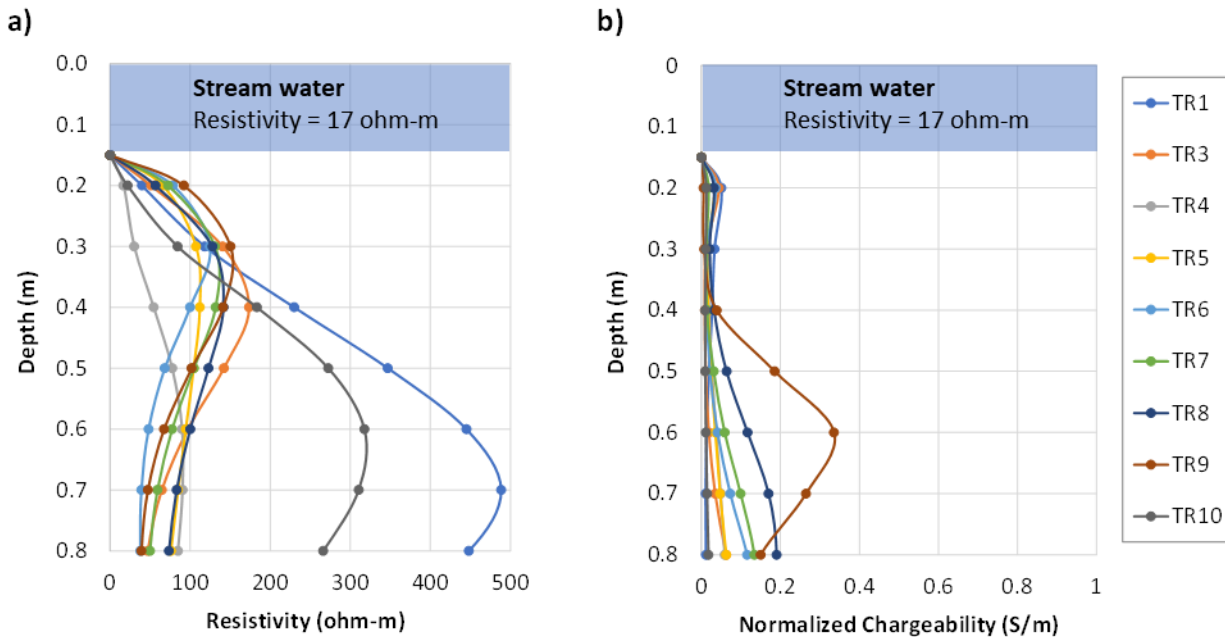 a)
0.0
0.1
0.2
0.3
0.4
0.5
0.6
0.7
0.8
Depth (m)
Stream water
Resistivity = 17 ohm-m
0 100 200 300 400 500
Resistivity (ohm-m)
b)
0
0.1
0.2
0.3
0.4
0.5
0.6
0.7
0.8
Depth (m)
Stream water
Resistivity = 17 ohm-m
0 0.2 0.4 0.6 0.8 1
Normalized Chargeability (S/m)
TR1
TR3
TR4
TR5
TR6
TR7
TR8
TR9
TR10